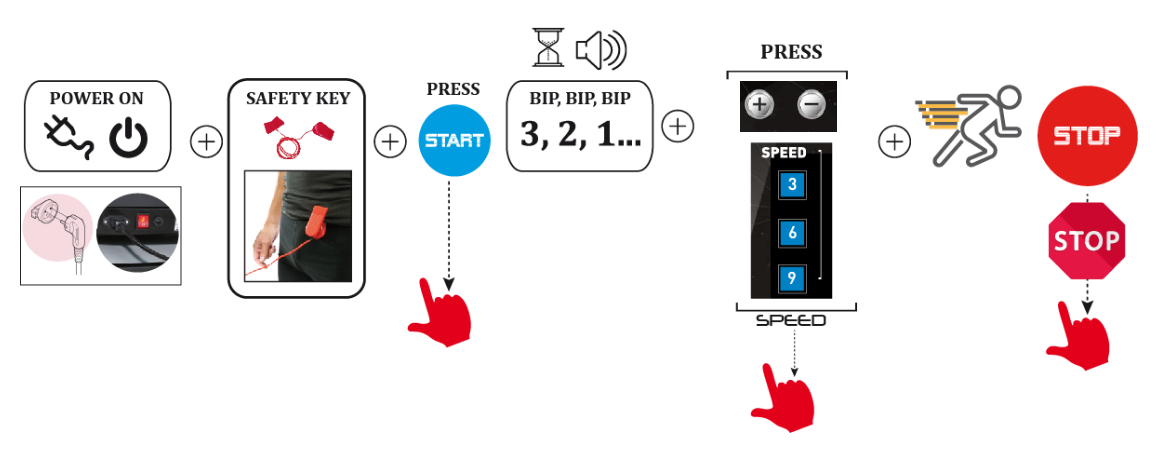 POWER ON
SAFETY KEY
PRESS
START
BIP, BIP, BIP
3, 2, 1...
PRESS
+ −
SPEED
3
6
9
SPEED
STOP
STOP